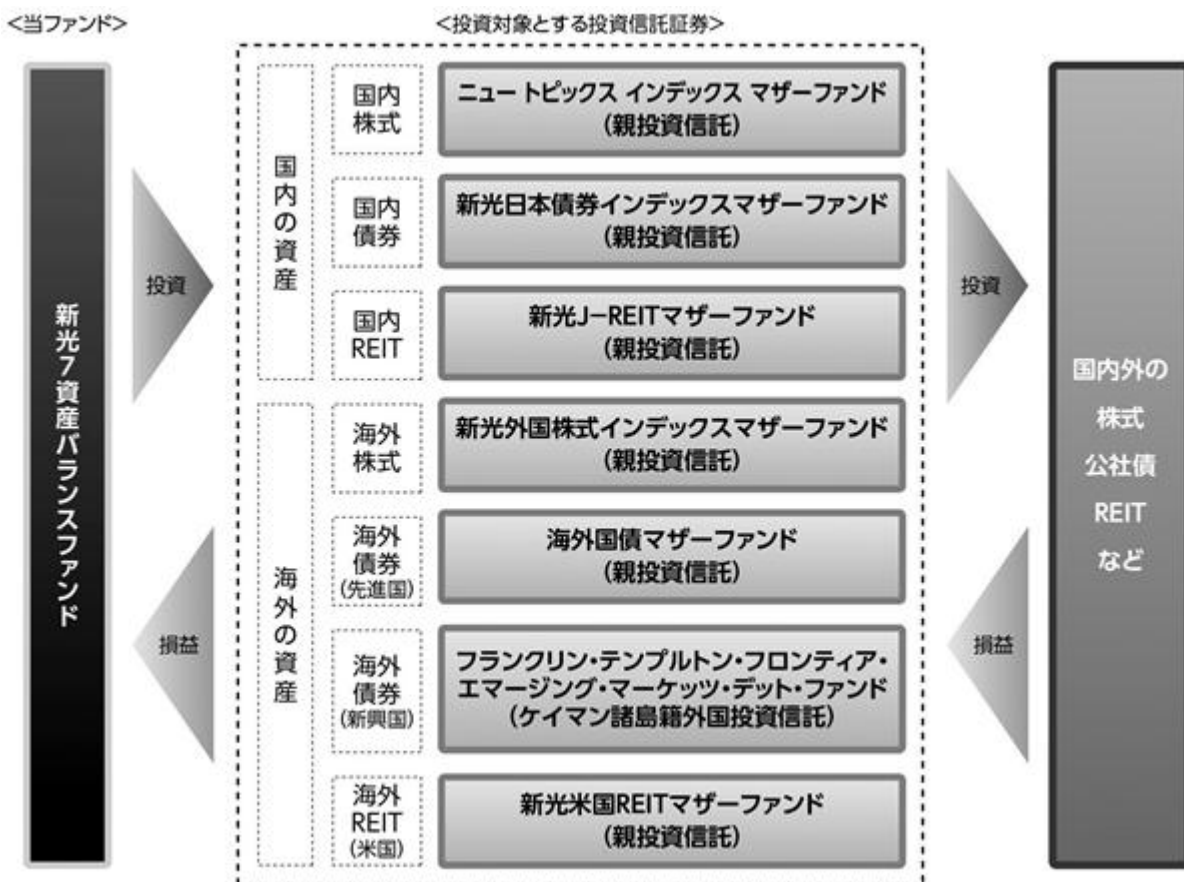 <当ファンド>
<投資対象とする投資信託証券>
新光7資産バランスファンド
投資
損益
国内の資産
国内
株式
ニュー トピックス インデックス マザーファンド
(親投資信託)
国内
債券
新光日本債券インデックスマザーファンド
(親投資信託)
国内
REIT
新光J-REITマザーファンド
(親投資信託)
海外の資産
海外
株式
新光外国株式インデックスマザーファンド
(親投資信託)
海外
債券
(先進国)
海外国債マザーファンド
(親投資信託)
海外
債券
(新興国)
フランクリン・テンプルトン・フロンティア・
エマージング・マーケッツ・デット・ファンド
(ケイマン諸島籍外国投資信託)
海外
REIT
(米国)
新光米国REITマザーファンド
(親投資信託)
投資
損益
国内外の
株式
公社債
REIT
など